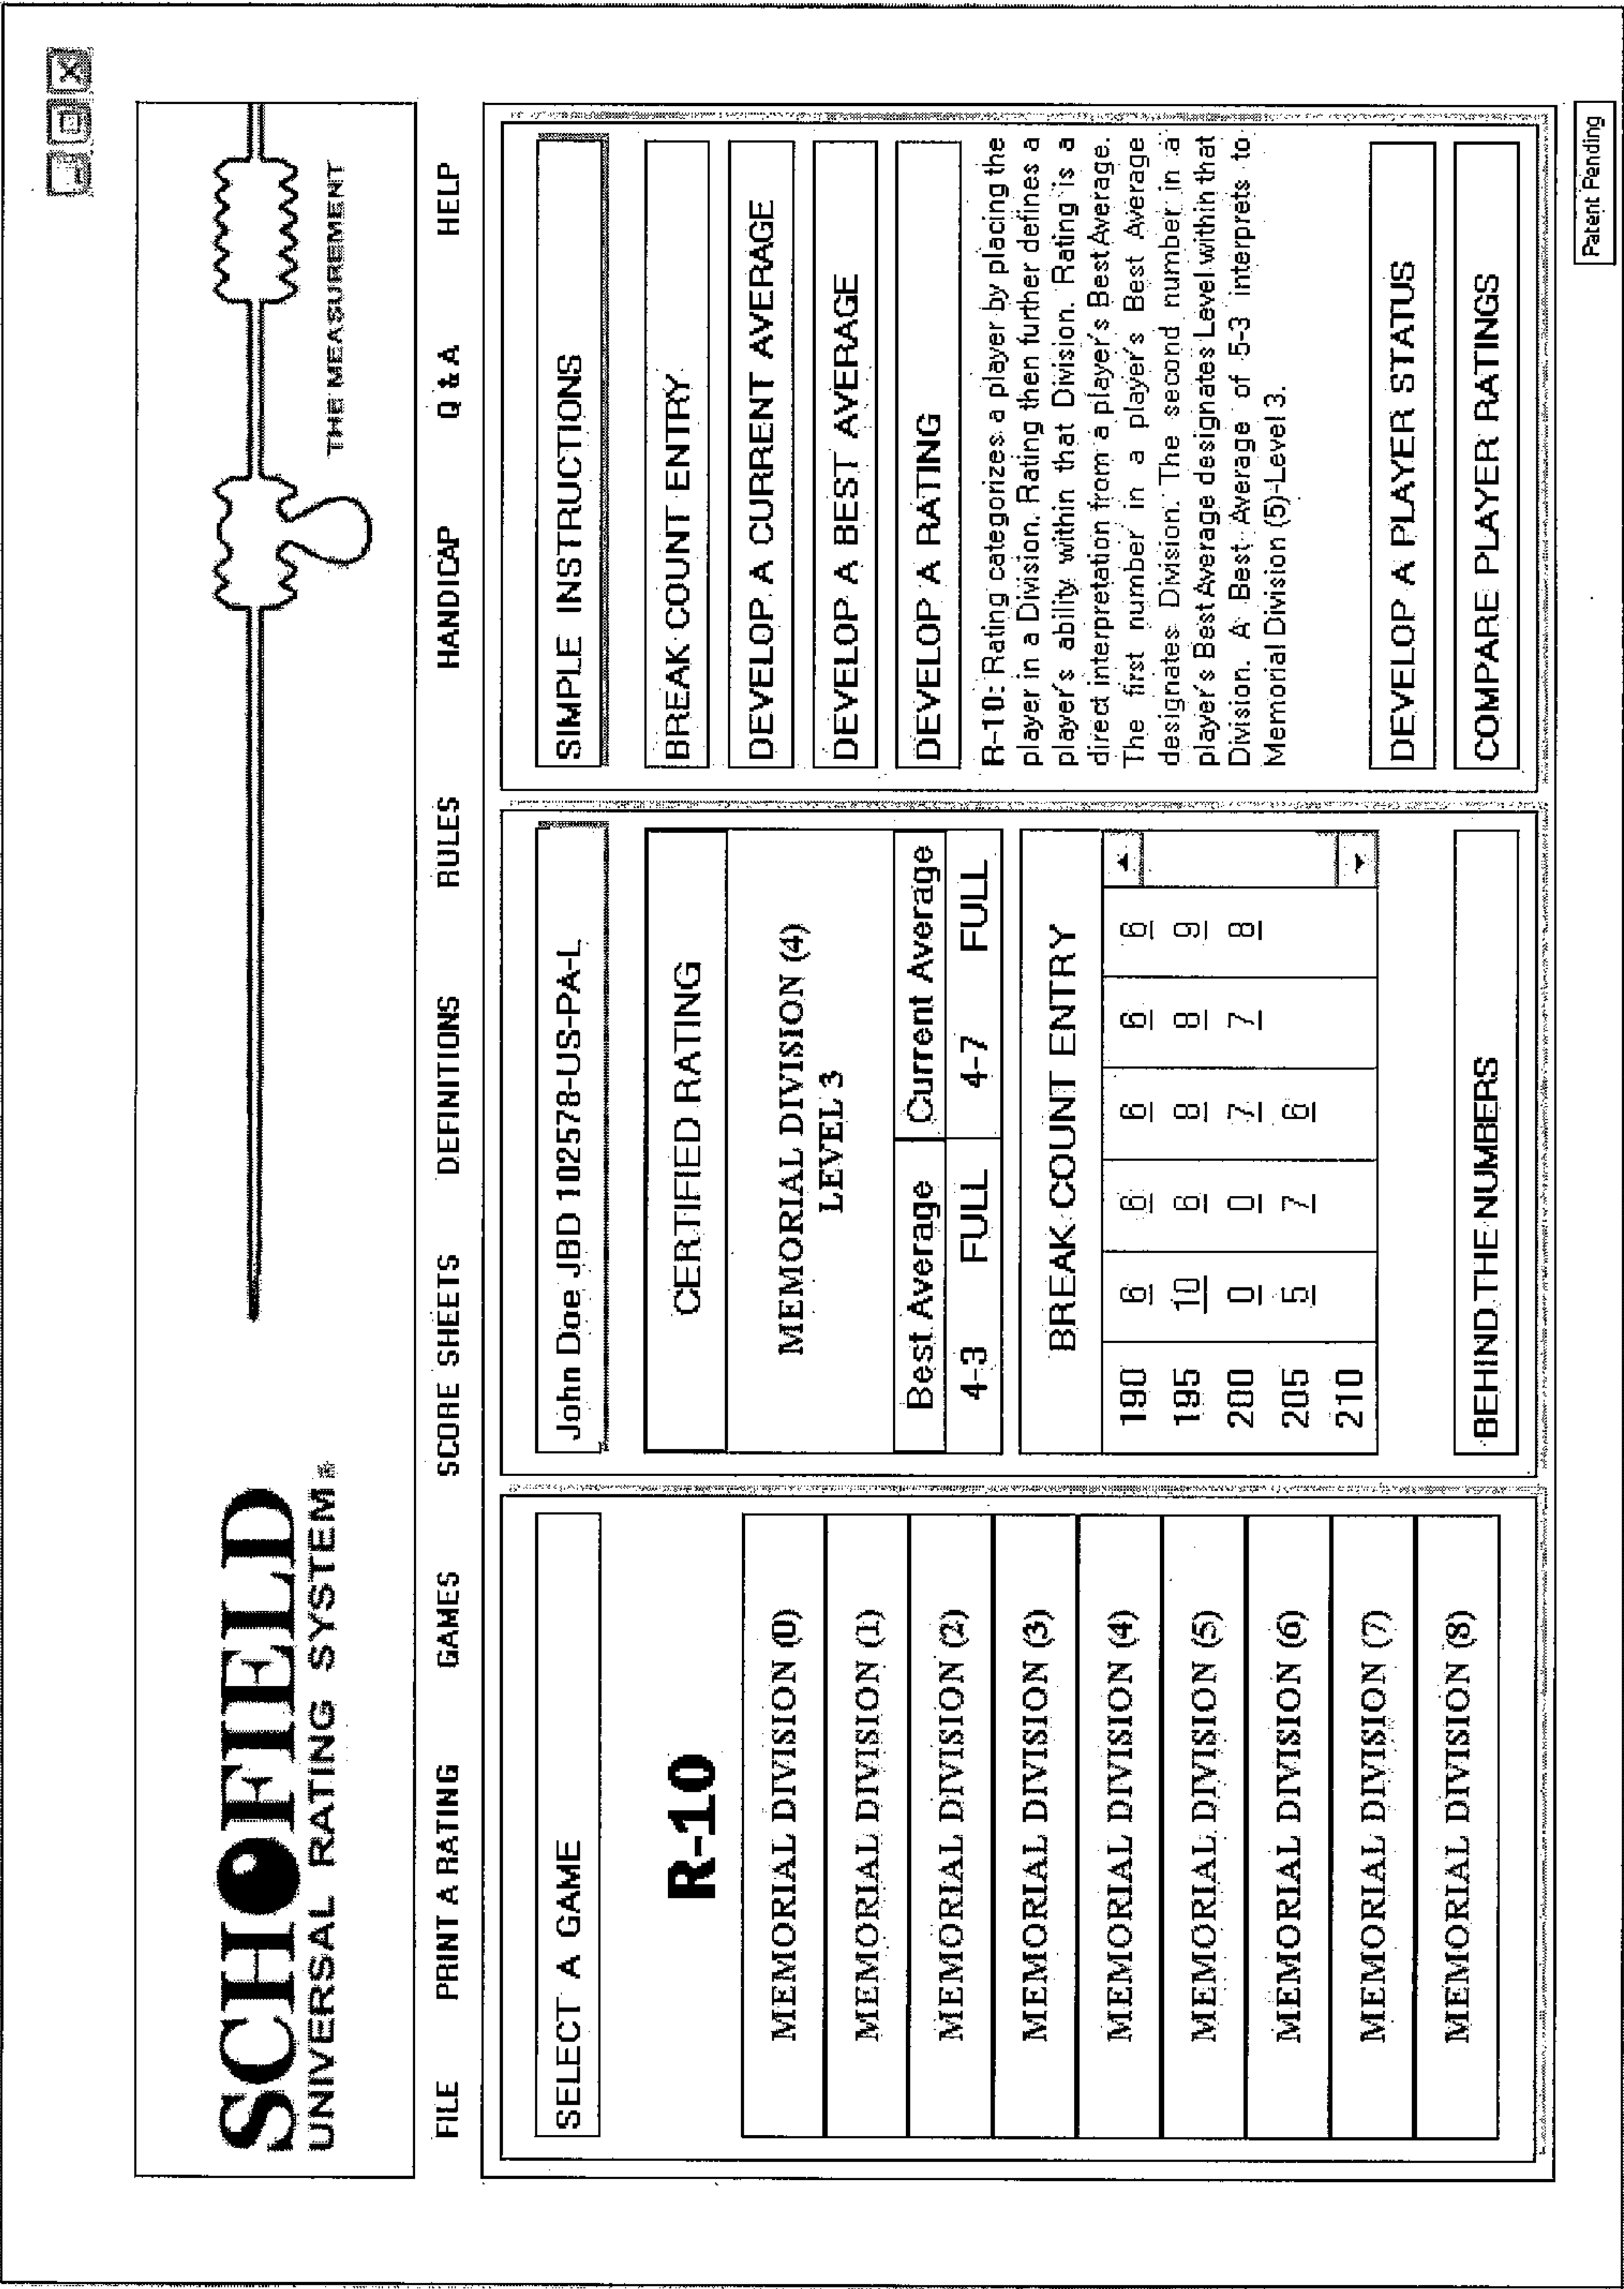 SCHOFIELD
UNIVERSAL RATING SYSTEM®
THE MEASUREMENT
FILE PRINT A RATING GAMES SCORE SHEETS DEFINITIONS RULES HANDICAP Q & A HELP
SELECT A GAME
R-10
MEMORIAL DIVISION (0)
MEMORIAL DIVISION (1)
MEMORIAL DIVISION (2)
MEMORIAL DIVISION (3)
MEMORIAL DIVISION (4)
MEMORIAL DIVISION (5)
MEMORIAL DIVISION (6)
MEMORIAL DIVISION (7)
MEMORIAL DIVISION (8)
John Doe JBD 102578-US-PA-L
CERTIFIED RATING
MEMORIAL DIVISION (4)
LEVEL 3
Best Average Current Average
4-3 FULL 4-7 FULL
BREAK COUNT ENTRY
190 6 6 6 6 6
195 10 6 8 8 9
200 0 0 7 7 8
205 5 7 6
210
BEHIND THE NUMBERS
SIMPLE INSTRUCTIONS
BREAK COUNT ENTRY
DEVELOP A CURRENT AVERAGE
DEVELOP A BEST AVERAGE
DEVELOP A RATING
R-10: Rating categorizes a player by placing the
player in a Division. Rating then further defines a
player's ability within that Division. Rating is a
direct interpretation from a player's Best Average.
The first number in a player's Best Average
designates Division. The second number in a
player's Best Average designates Level within that
Division. A Best Average of 5-3 interprets to
Memorial Division (5)-Level 3.
DEVELOP A PLAYER STATUS
COMPARE PLAYER RATINGS
Patent Pending